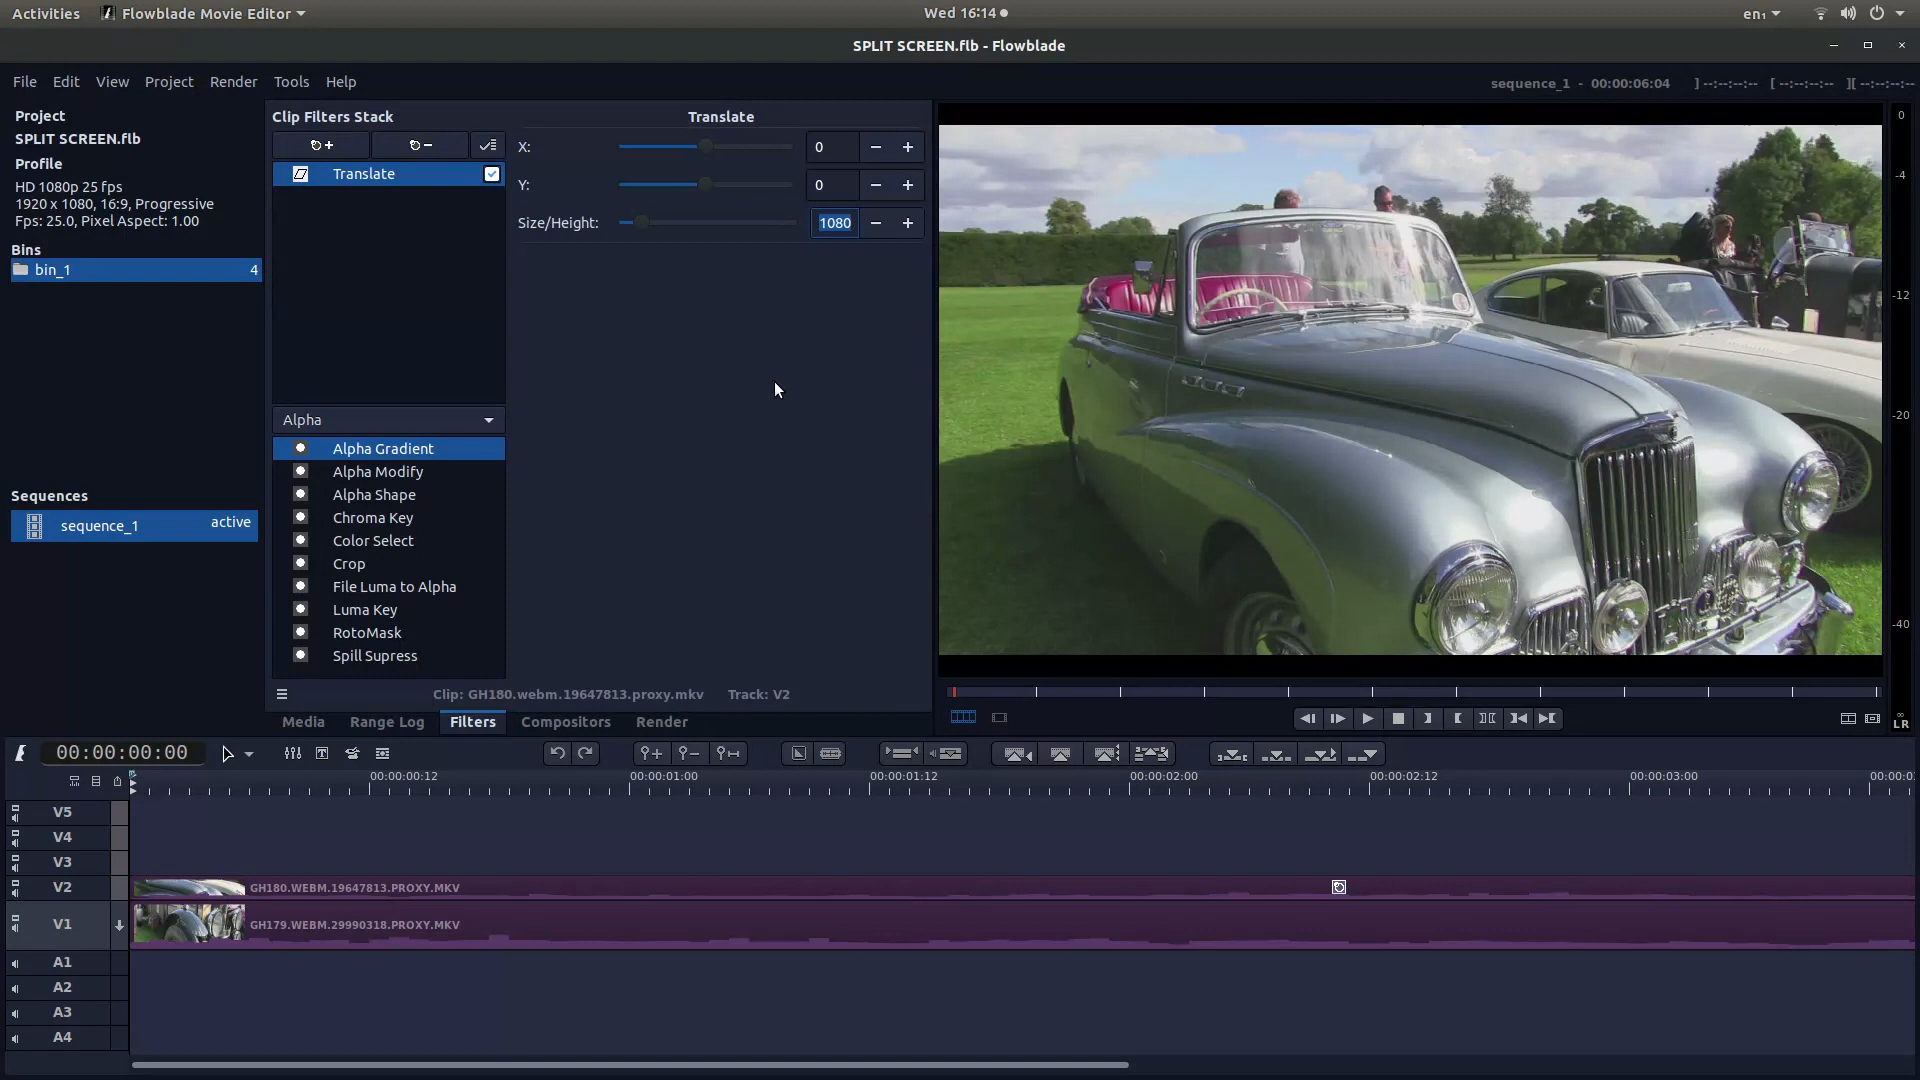 Activities Flowblade Movie Editor Wed 16:14 en₁
SPLIT SCREEN.flb - Flowblade
File Edit View Project Render Tools Help sequence_1 - 00:00:06:04 ] --:--:--:-- [ --:--:--:-- ][ --:--:--:--
Project
SPLIT SCREEN.flb
Profile
HD 1080p 25 fps
1920 x 1080, 16:9, Progressive
Fps: 25.0, Pixel Aspect: 1.00
Bins
bin_1 4
Sequences
sequence_1 active
Clip Filters Stack
Translate
Alpha
Alpha Gradient
Alpha Modify
Alpha Shape
Chroma Key
Color Select
Crop
File Luma to Alpha
Luma Key
RotoMask
Spill Supress
Translate
X: 0 − +
Y: 0 − +
Size/Height: 1080 − +
Clip: GH180.webm.19647813.proxy.mkv Track: V2
Media Range Log Filters Compositors Render
0
-4
-12
-20
-40
∞
LR
00:00:00:00
00:00:00:12 00:00:01:00 00:00:01:12 00:00:02:00 00:00:02:12 00:00:03:00
V5
V4
V3
V2 GH180.WEBM.19647813.PROXY.MKV
V1 GH179.WEBM.29990318.PROXY.MKV
A1
A2
A3
A4